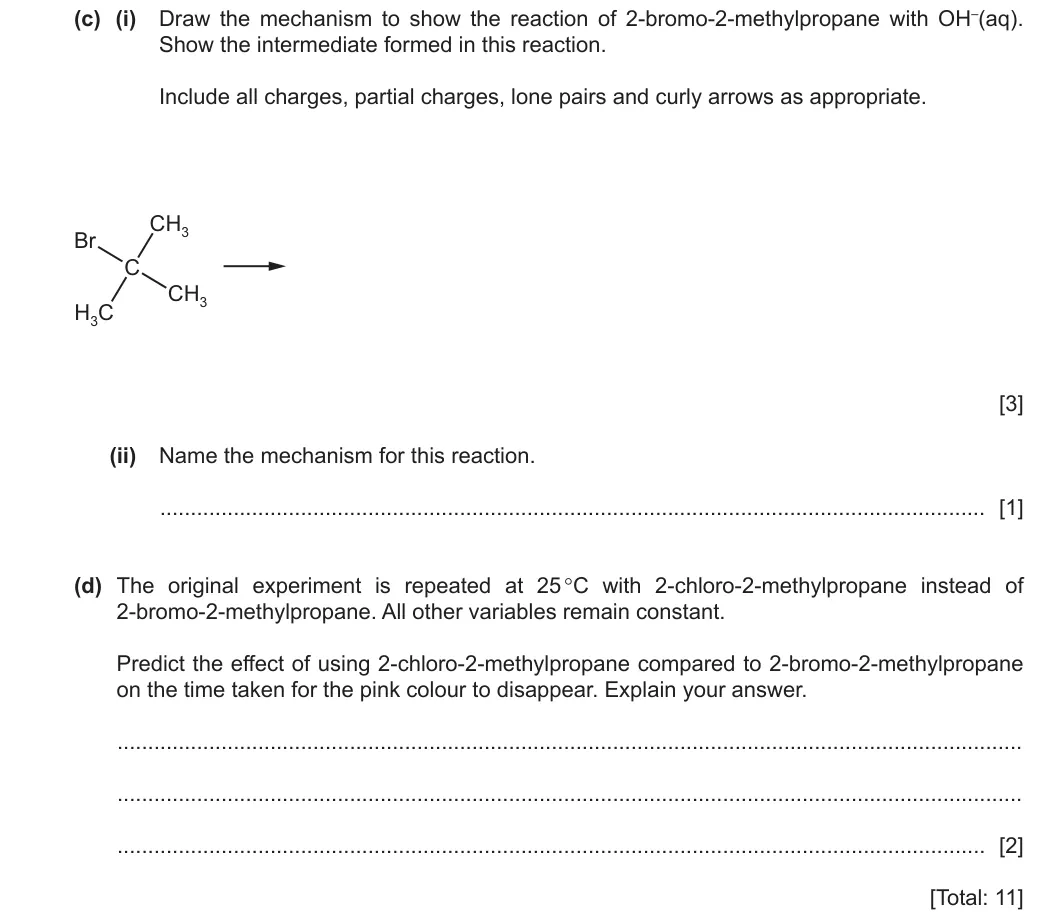 (c) (i) Draw the mechanism to show the reaction of 2-bromo-2-methylpropane with OH⁻(aq).
Show the intermediate formed in this reaction.
Include all charges, partial charges, lone pairs and curly arrows as appropriate.
CH₃
Br
C
CH₃
H₃C
[3]
(ii) Name the mechanism for this reaction.
.......................................................................................................................................... [1]
(d) The original experiment is repeated at 25°C with 2-chloro-2-methylpropane instead of
2-bromo-2-methylpropane. All other variables remain constant.
Predict the effect of using 2-chloro-2-methylpropane compared to 2-bromo-2-methylpropane
on the time taken for the pink colour to disappear. Explain your answer.
..........................................................................................................................................................
..........................................................................................................................................................
.................................................................................................................................................. [2]
[Total: 11]